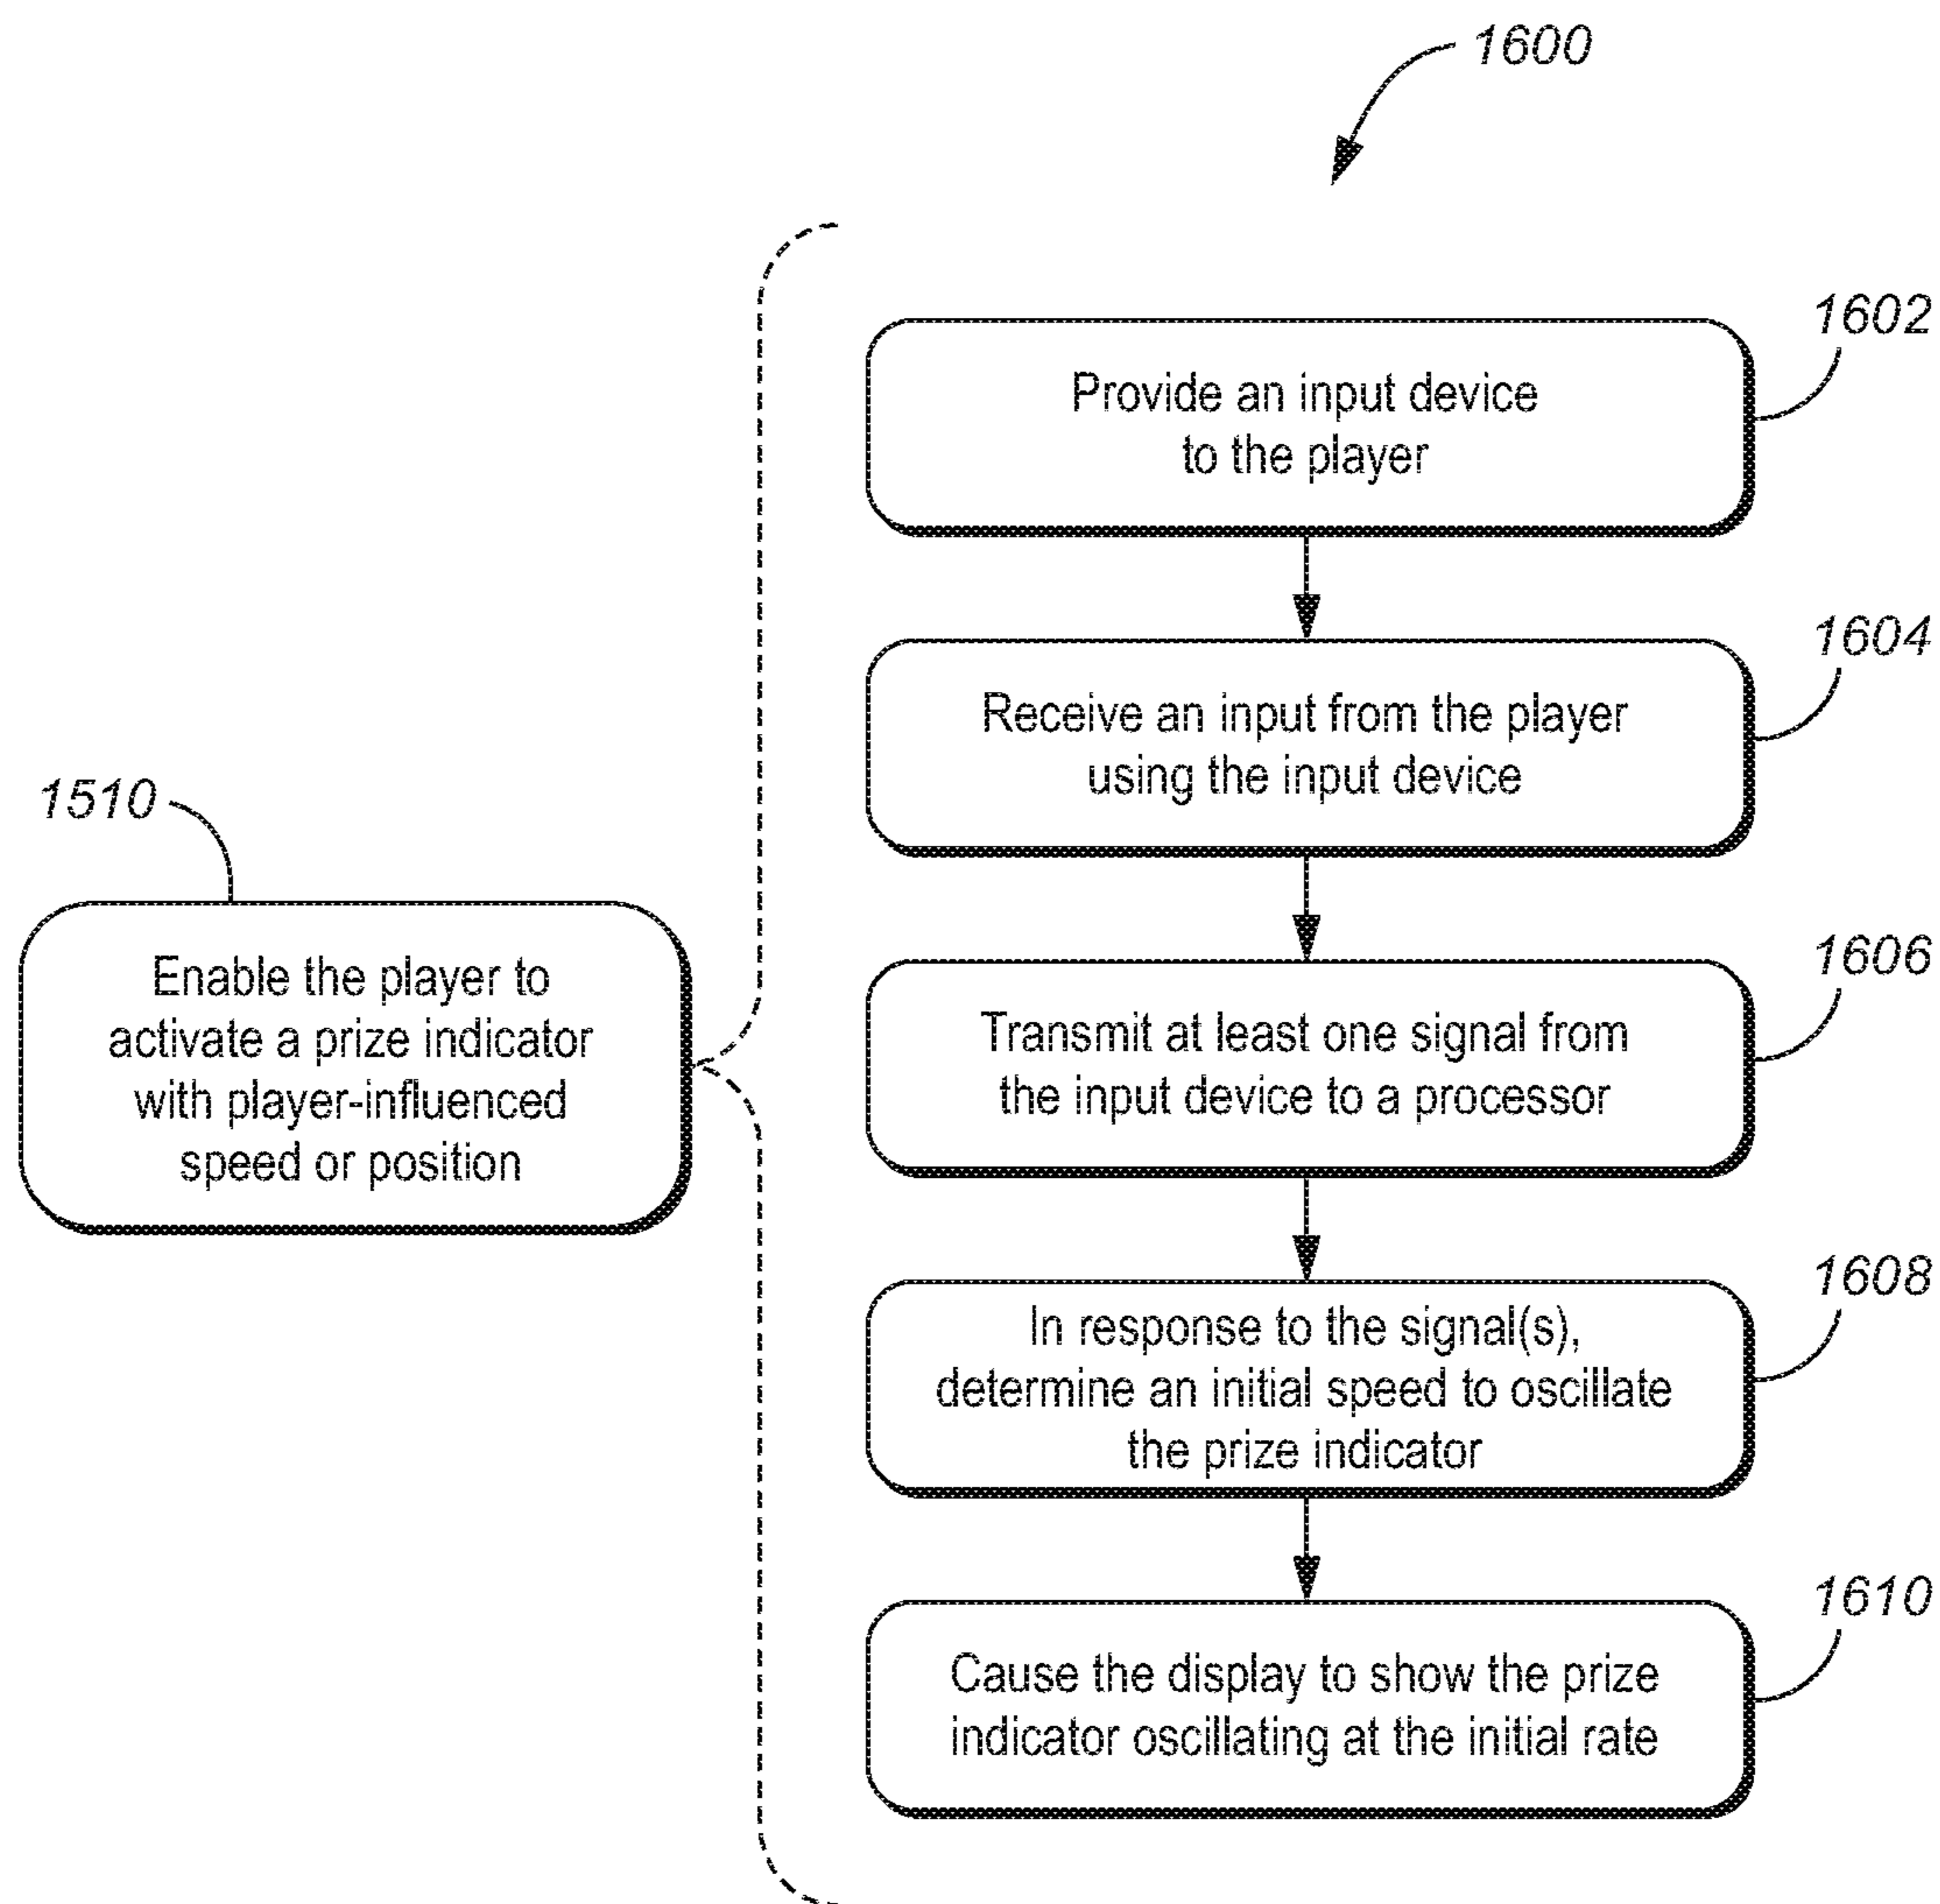 1600
1602
Provide an input device
to the player
1604
Receive an input from the player
using the input device
1510
Enable the player to
activate a prize indicator
with player-influenced
speed or position
1606
Transmit at least one signal from
the input device to a processor
1608
In response to the signal(s),
determine an initial speed to oscillate
the prize indicator
1610
Cause the display to show the prize
indicator oscillating at the initial rate